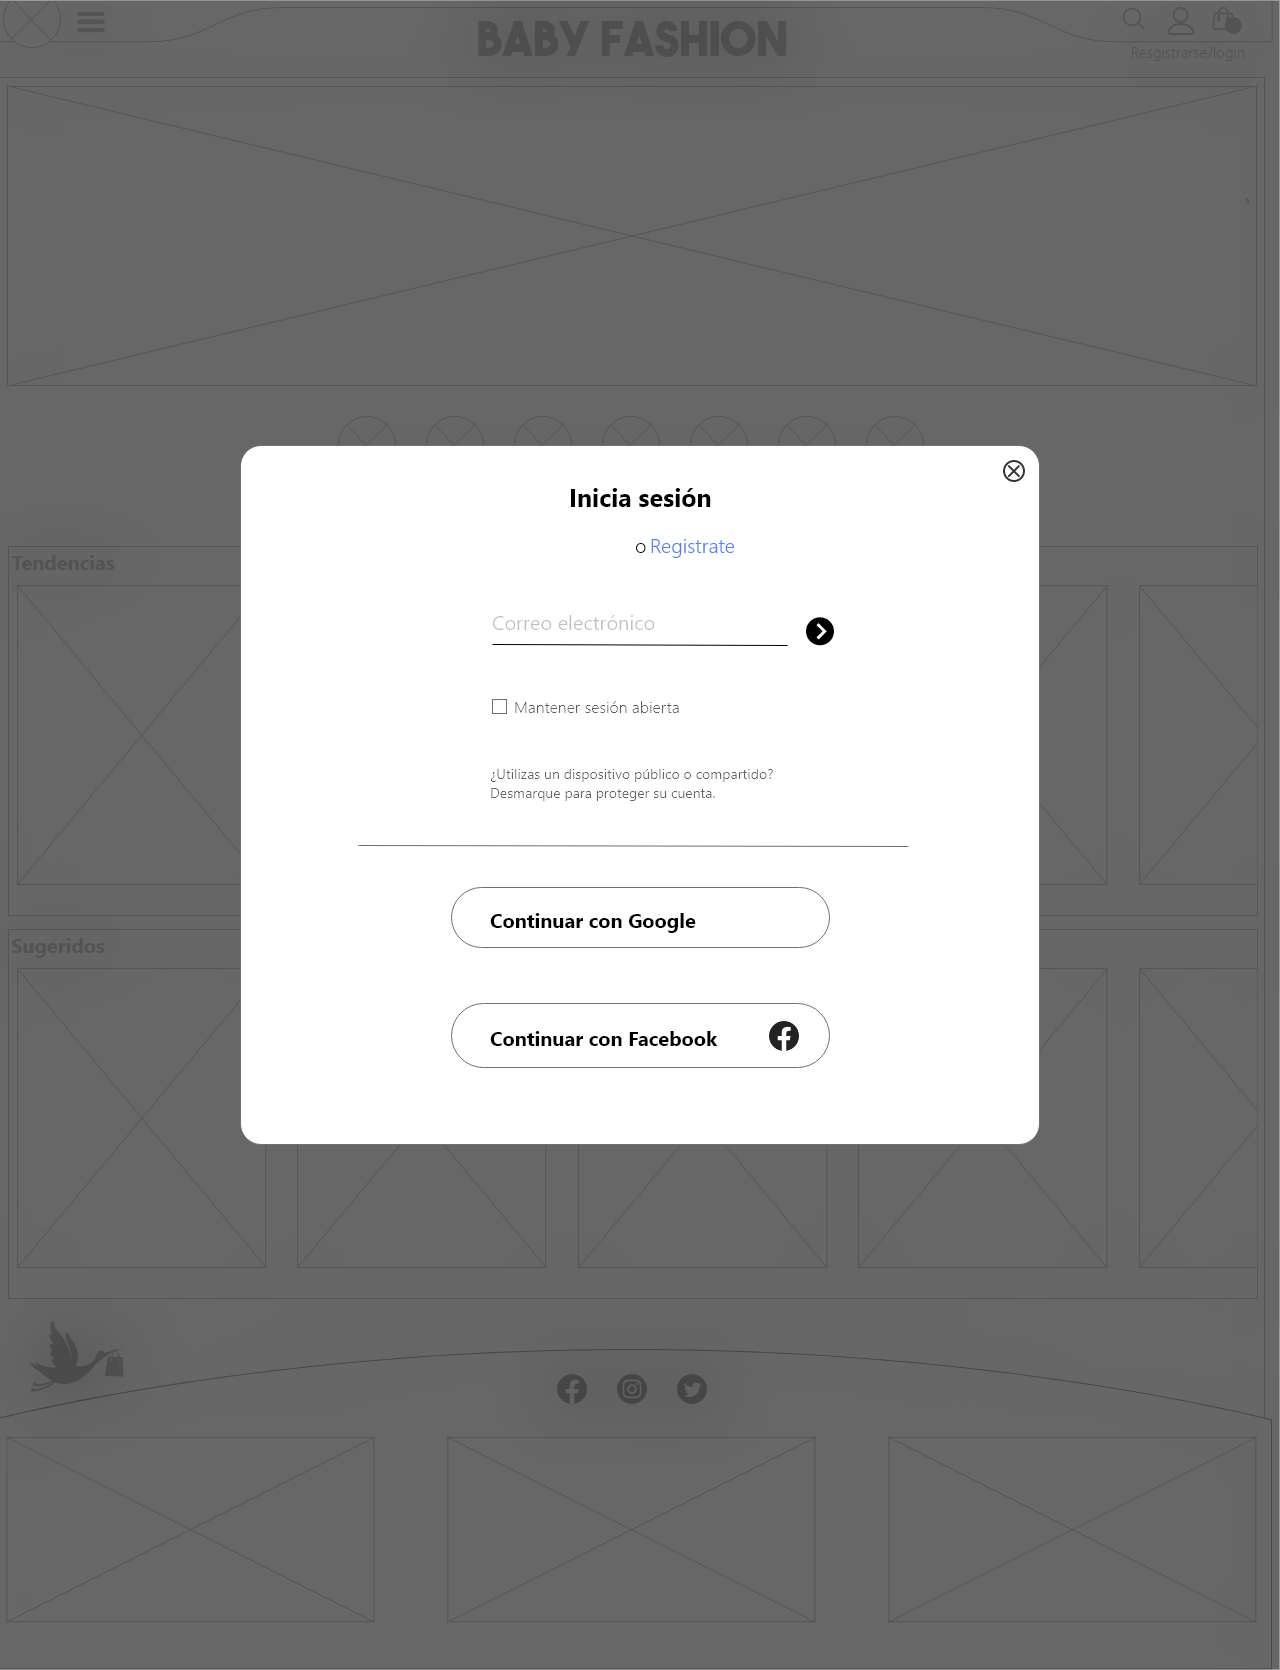 BABY FASHION
Resgistrarse/login
Inicia sesión
o Registrate
Tendencias
Correo electrónico
Mantener sesión abierta
¿Utilizas un dispositivo público o compartido?
Desmarque para proteger su cuenta.
Continuar con Google
Sugeridos
Continuar con Facebook